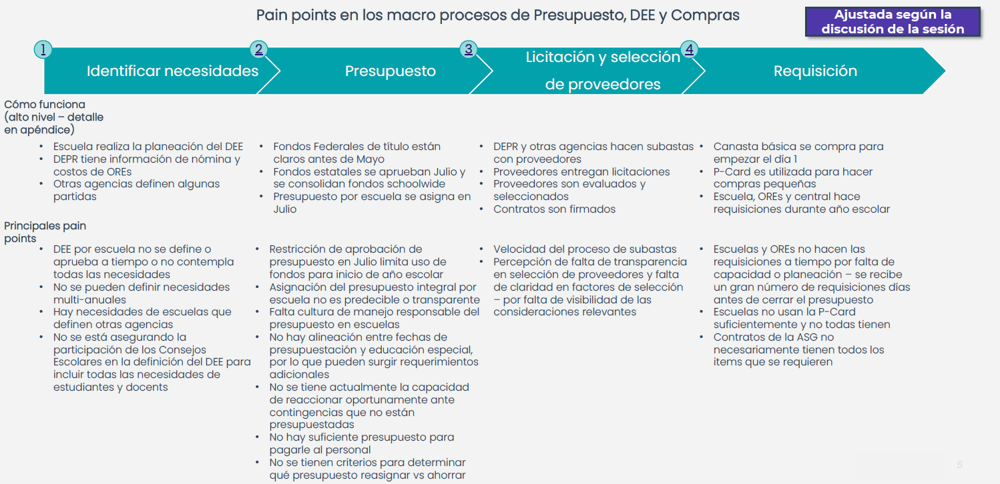 Pain points en los macro procesos de Presupuesto, DEE y Compras
Ajustada según la
discusión de la sesión
1
2
3
4
Identificar necesidades
Presupuesto
Licitación y selección
de proveedores
Requisición
Cómo funciona
(alto nivel – detalle
en apéndice)
• Escuela realiza la planeación del DEE
• DEPR tiene información de nómina y
costos de OREs
• Otras agencias definen algunas
partidas
• Fondos Federales de título están
claros antes de Mayo
• Fondos estatales se aprueban Julio y
se consolidan fondos schoolwide
• Presupuesto por escuela se asigna en
Julio
• DEPR y otras agencias hacen subastas
con proveedores
• Proveedores entregan licitaciones
• Proveedores son evaluados y
seleccionados
• Contratos son firmados
• Canasta básica se compra para
empezar el día 1
• P-Card es utilizada para hacer
compras pequeñas
• Escuela, OREs y central hace
requisiciones durante año escolar
Principales pain
points
• DEE por escuela no se define o
aprueba a tiempo o no contempla
todas las necesidades
• No se pueden definir necesidades
multi-anuales
• Hay necesidades de escuelas que
definen otras agencias
• No se está asegurando la
participación de los Consejos
Escolares en la definición del DEE para
incluir todas las necesidades de
estudiantes y docents
• Restricción de aprobación de
presupuesto en Julio limita uso de
fondos para inicio de año escolar
• Asignación del presupuesto integral por
escuela no es predecible o transparente
• Falta cultura de manejo responsable del
presupuesto en escuelas
• No hay alineación entre fechas de
presupuestación y educación especial,
por lo que pueden surgir requerimientos
adicionales
• No se tiene actualmente la capacidad
de reaccionar oportunamente ante
contingencias que no están
presupuestadas
• No hay suficiente presupuesto para
pagarle al personal
• No se tienen criterios para determinar
qué presupuesto reasignar vs ahorrar
• Velocidad del proceso de subastas
• Percepción de falta de transparencia
en selección de proveedores y falta
de claridad en factores de selección
– por falta de visibilidad de las
consideraciones relevantes
• Escuelas y OREs no hacen las
requisiciones a tiempo por falta de
capacidad o planeación – se recibe
un gran número de requisiciones días
antes de cerrar el presupuesto
• Escuelas no usan la P-Card
suficientemente y no todas tienen
• Contratos de la ASG no
necesariamente tienen todos los
items que se requieren
5